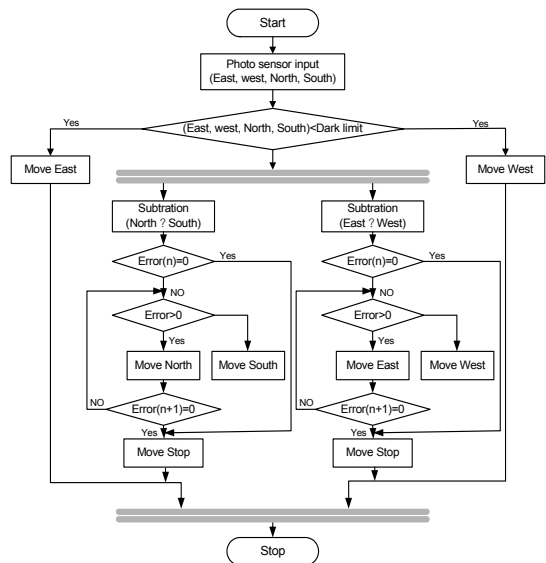 Start
Photo sensor input
(East, west, North, South)
(East, west, North, South)<Dark limit
Yes
Yes
Move East
Move West
Subtration
(North ? South)
Subtration
(East ? West)
Error(n)=0
Yes
Error(n)=0
Yes
NO
NO
Error>0
Error>0
Yes
Yes
Move North
Move South
Move East
Move West
NO
Error(n+1)=0
NO
Error(n+1)=0
Yes
Yes
Move Stop
Move Stop
Stop